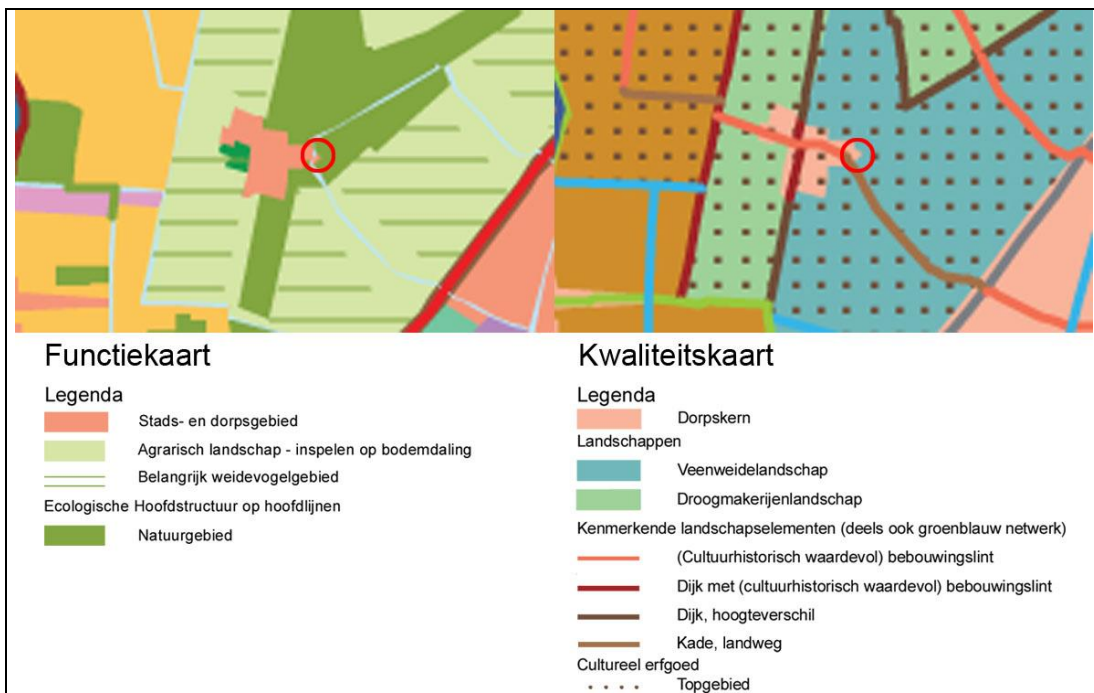 Functiekaart
Legenda
Stads- en dorpsgebied
Agrarisch landschap - inspelen op bodemdaling
Belangrijk weidevogelgebied
Ecologische Hoofdstructuur op hoofdlijnen
Natuurgebied
Kwaliteitskaart
Legenda
Dorpskern
Landschappen
Veenweidelandschap
Droogmakerijenlandschap
Kenmerkende landschapselementen (deels ook groenblauw netwerk)
(Cultuurhistorisch waardevol) bebouwingslint
Dijk met (cultuurhistorisch waardevol) bebouwingslint
Dijk, hoogteverschil
Kade, landweg
Cultureel erfgoed
Topgebied